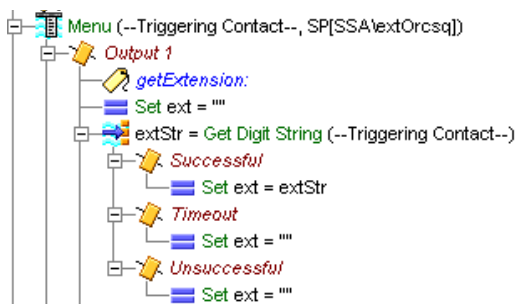 Menu (--Triggering Contact--, SP[SSA\extOrcsq])
Output 1
getExtension:
Set ext = ""
extStr = Get Digit String (--Triggering Contact--)
Successful
Set ext = extStr
Timeout
Set ext = ""
Unsuccessful
Set ext = ""